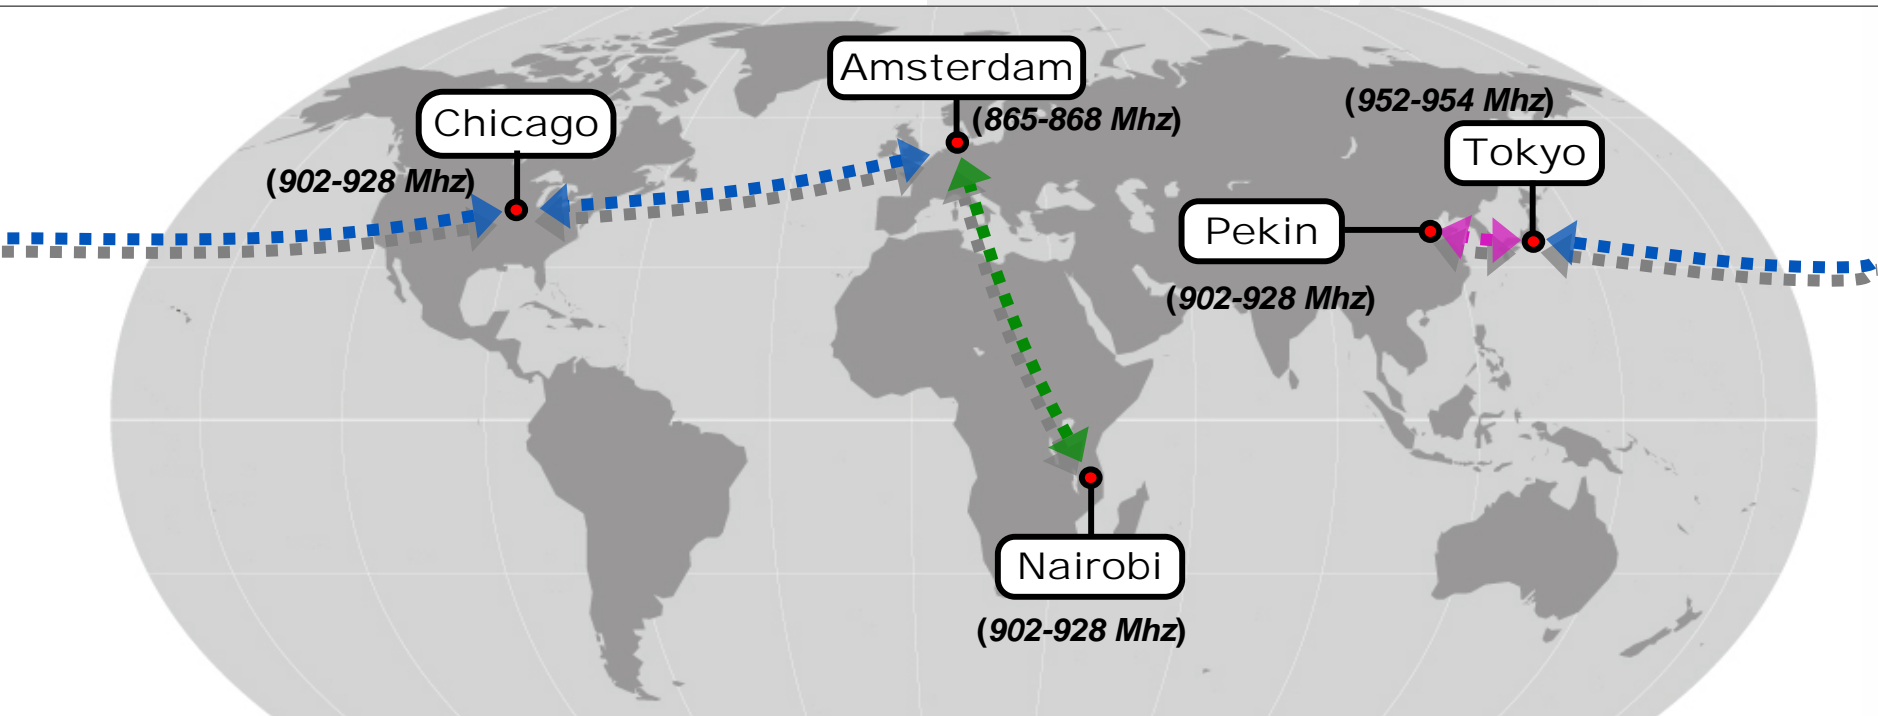 Amsterdam
(865-868 Mhz)
(952-954 Mhz)
Chicago
(902-928 Mhz)
Tokyo
Pekin
(902-928 Mhz)
Nairobi
(902-928 Mhz)